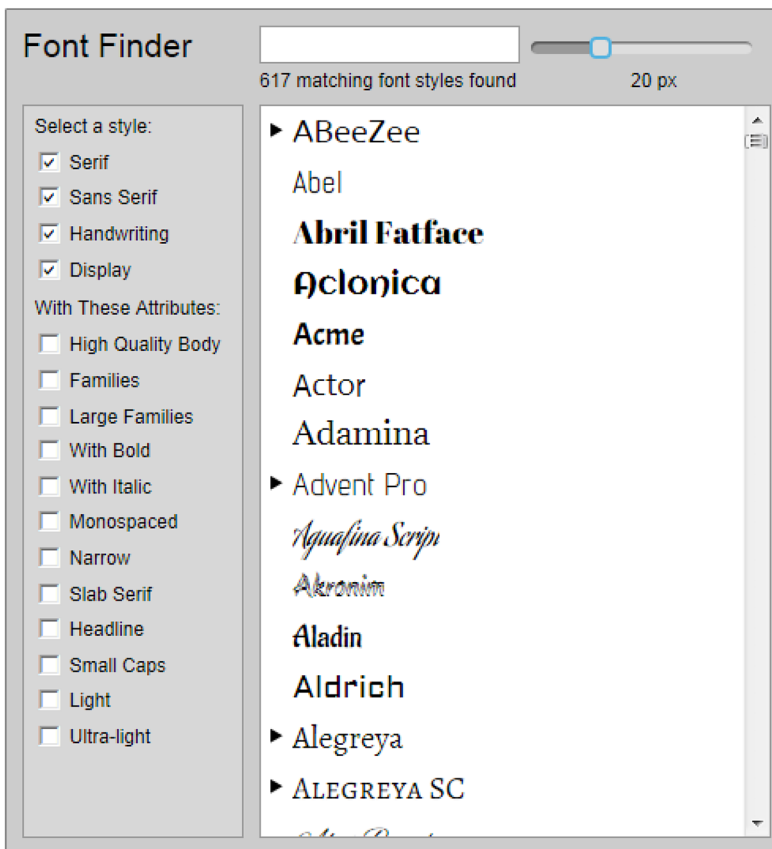 Font Finder
617 matching font styles found
20 px
Select a style:
Serif
Sans Serif
Handwriting
Display
With These Attributes:
High Quality Body
Families
Large Families
With Bold
With Italic
Monospaced
Narrow
Slab Serif
Headline
Small Caps
Light
Ultra-light
ABeeZee
Abel
Abril Fatface
Aclonica
Acme
Actor
Adamina
Advent Pro
Aguafina Script
Akronim
Aladin
Aldrich
Alegreya
ALEGREYA SC